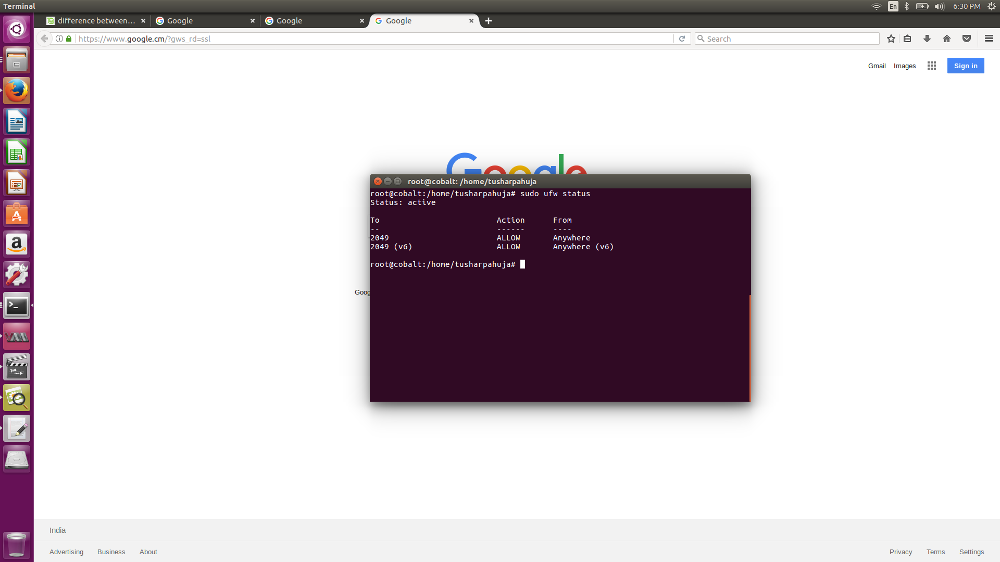 Terminal
En
6:30 PM
difference between...
Google
Google
Google
https://www.google.cm/?gws_rd=ssl
Search
Gmail Images Sign in
Google
root@cobalt: /home/tusharpahuja
root@cobalt:/home/tusharpahuja# sudo ufw status
Status: active
To Action From
-- ------ ----
2049 ALLOW Anywhere
2049 (v6) ALLOW Anywhere (v6)
root@cobalt:/home/tusharpahuja#
Goog
India
Advertising Business About
Privacy Terms Settings